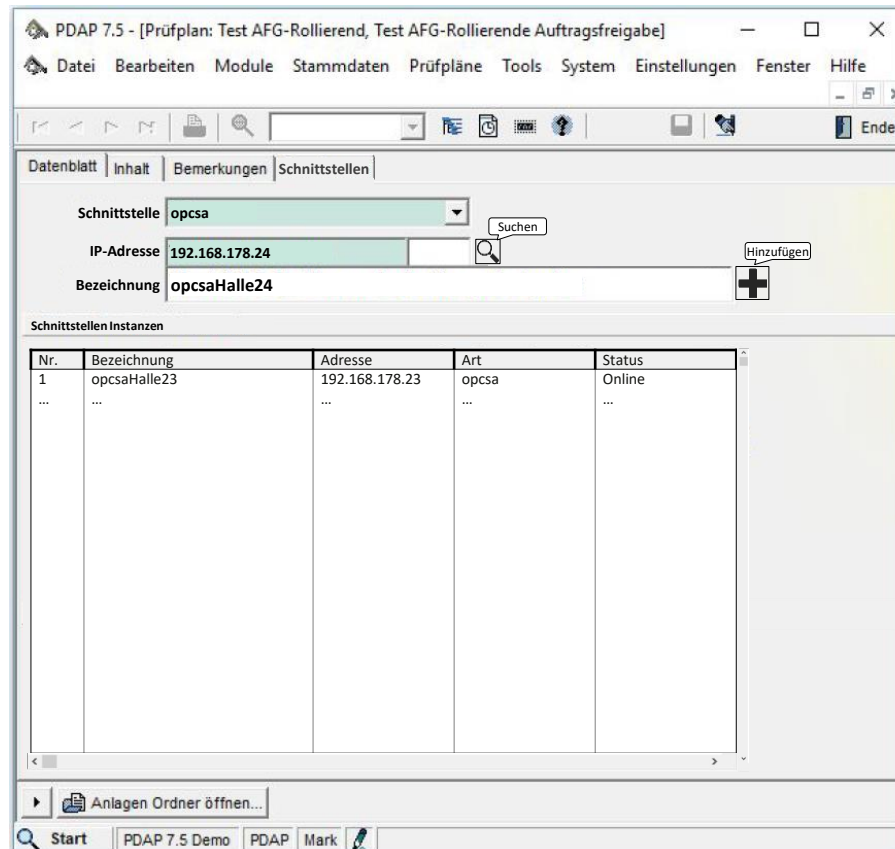 PDAP 7.5 - [Prüfplan: Test AFG-Rollierend, Test AFG-Rollierende Auftragsfreigabe]
Datei Bearbeiten Module Stammdaten Prüfpläne Tools System Einstellungen Fenster Hilfe
Ende
Datenblatt Inhalt Bemerkungen Schnittstellen
Schnittstelle opcsa
Suchen
IP-Adresse 192.168.178.24
Hinzufügen
Bezeichnung opcsaHalle24
Schnittstellen Instanzen
Nr. Bezeichnung Adresse Art Status
1 opcsaHalle23 192.168.178.23 opcsa Online
... ... ... ... ...
Anlagen Ordner öffnen...
Start PDAP 7.5 Demo PDAP Mark